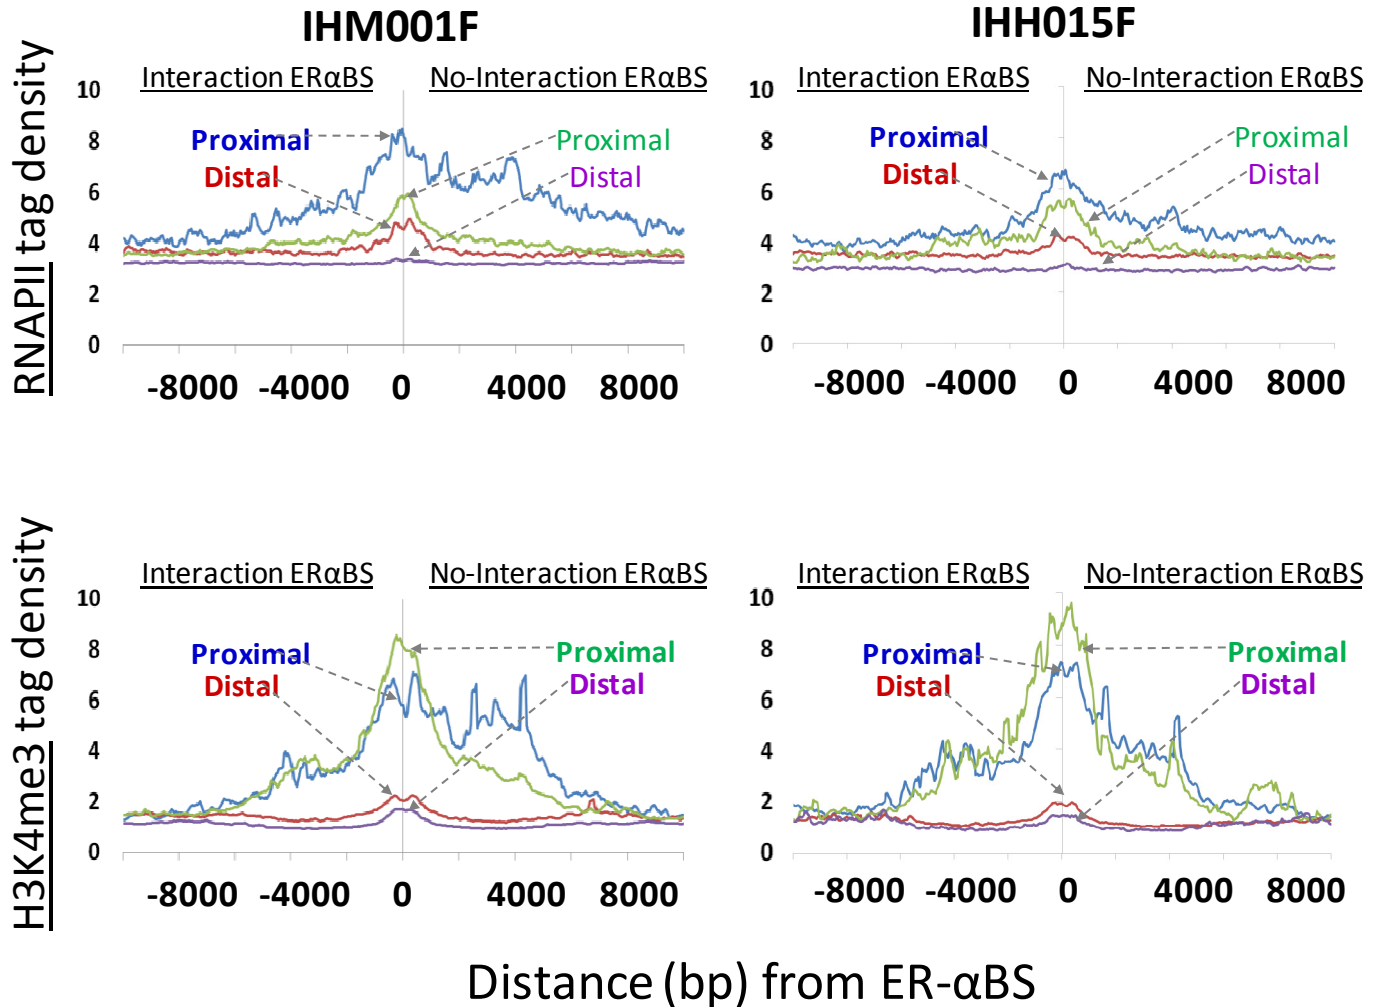 IHM001F
IHH015F
RNAPII tag density
Interaction ERαBS No-Interaction ERαBS
10
8
6
4
2
0
Proximal
Distal
Proximal
Distal
-8000 -4000 0 4000 8000
Interaction ERαBS No-Interaction ERαBS
10
8
6
4
2
0
Proximal
Distal
Proximal
Distal
-8000 -4000 0 4000 8000
H3K4me3 tag density
Interaction ERαBS No-Interaction ERαBS
10
8
6
4
2
0
Proximal
Distal
Proximal
Distal
-8000 -4000 0 4000 8000
Interaction ERαBS No-Interaction ERαBS
10
8
6
4
2
0
Proximal
Distal
Proximal
Distal
-8000 -4000 0 4000 8000
Distance (bp) from ER-αBS